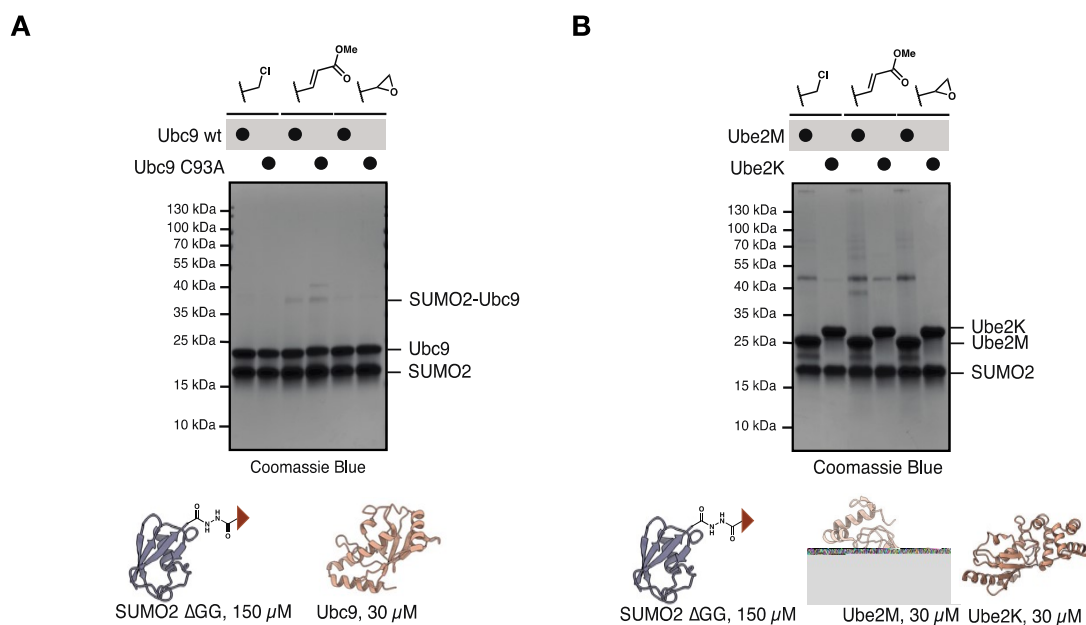 A
B
OMe
Cl
O
O
OMe
Cl
O
O
Ubc9 wt
Ubc9 C93A
Ube2M
Ube2K
130 kDa
100 kDa
70 kDa
55 kDa
40 kDa
35 kDa
25 kDa
15 kDa
10 kDa
SUMO2-Ubc9
Ubc9
SUMO2
Coomassie Blue
130 kDa
100 kDa
70 kDa
55 kDa
40 kDa
35 kDa
25 kDa
15 kDa
10 kDa
Ube2K
Ube2M
SUMO2
Coomassie Blue
O
H
N
N
H
O
SUMO2 ΔGG, 150 µM
Ubc9, 30 µM
O
H
N
N
H
O
SUMO2 ΔGG, 150 µM
Ube2M, 30 µM
Ube2K, 30 µM